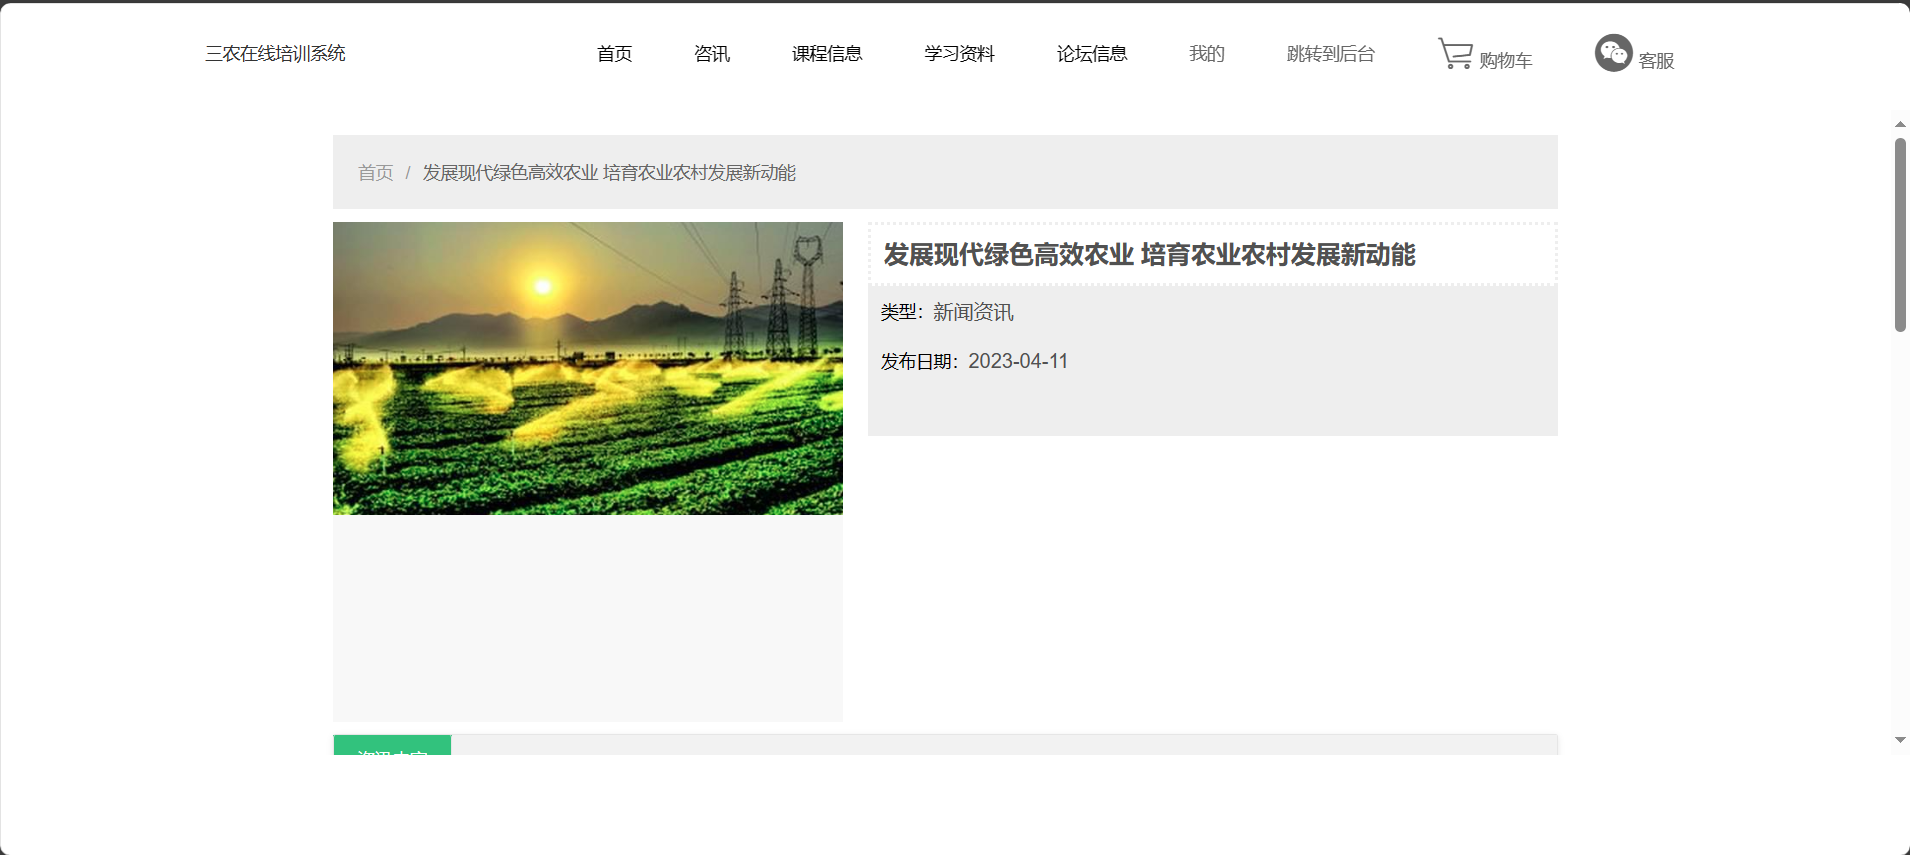 三农在线培训系统
首页
咨讯
课程信息
学习资料
论坛信息
我的
跳转到后台
购物车
客服
首页 / 发展现代绿色高效农业 培育农业农村发展新动能
发展现代绿色高效农业 培育农业农村发展新动能
类型：新闻资讯
发布日期：2023-04-11